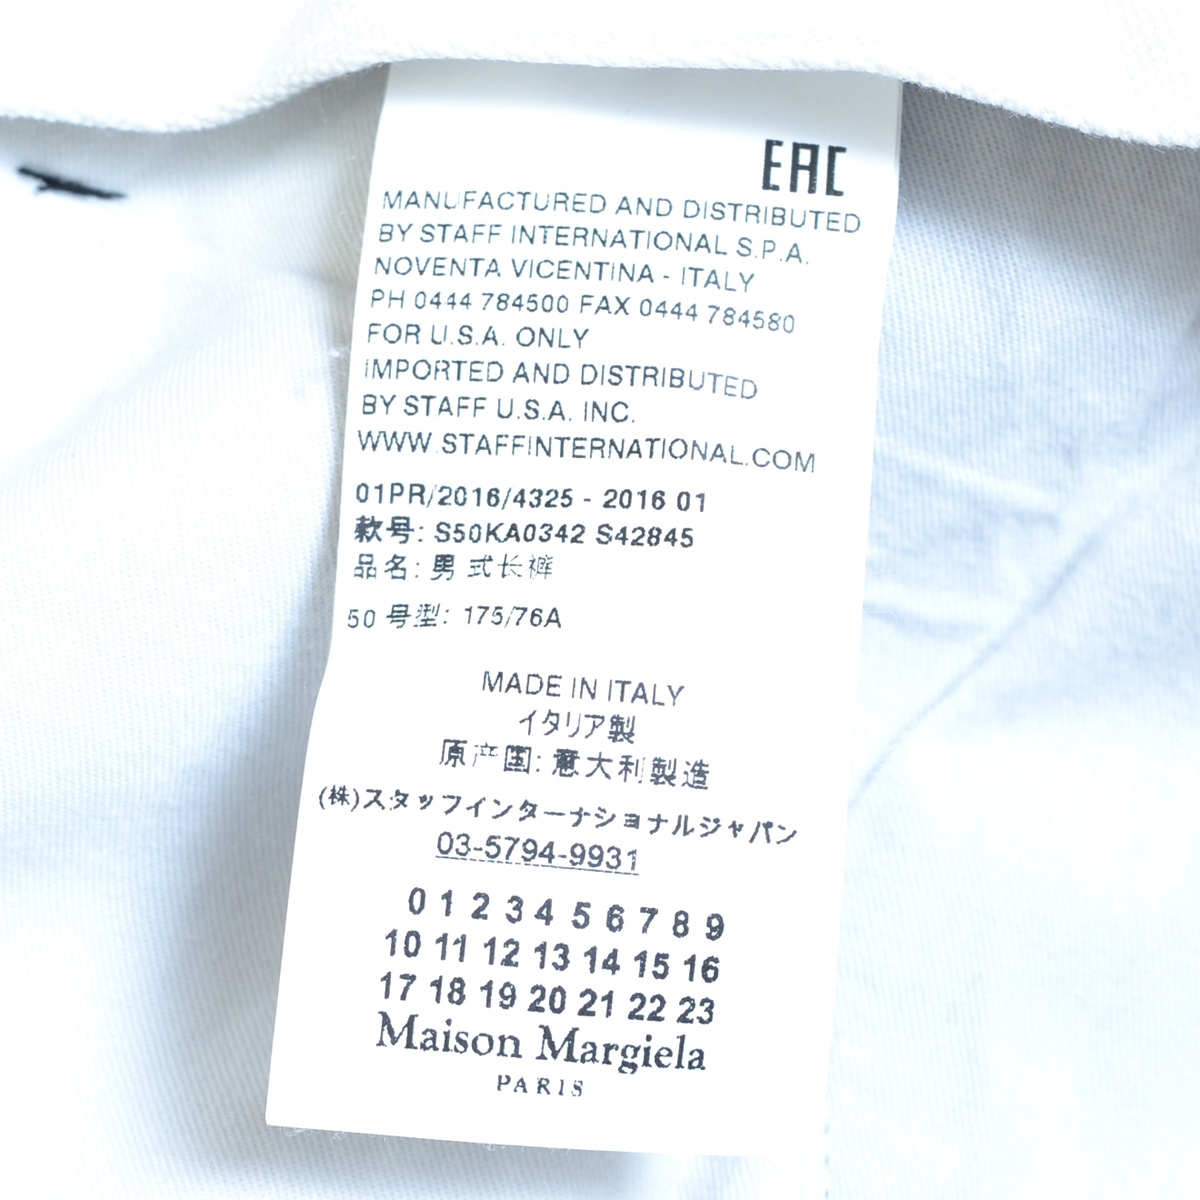 EAC
MANUFACTURED AND DISTRIBUTED
BY STAFF INTERNATIONAL S.P.A.
NOVENTA VICENTINA - ITALY
PH 0444 784500 FAX 0444 784580
FOR U.S.A. ONLY
IMPORTED AND DISTRIBUTED
BY STAFF U.S.A. INC.
WWW.STAFFINTERNATIONAL.COM
01PR/2016/4325 - 2016 01
款号: S50KA0342 S42845
品名: 男式长裤
50 号型: 175/76A
MADE IN ITALY
イタリア製
原产国: 意大利製造
(株)スタッフインターナショナルジャパン
03-5794-9931
0 1 2 3 4 5 6 7 8 9
10 11 12 13 14 15 16
17 18 19 20 21 22 23
Maison Margiela
PARIS